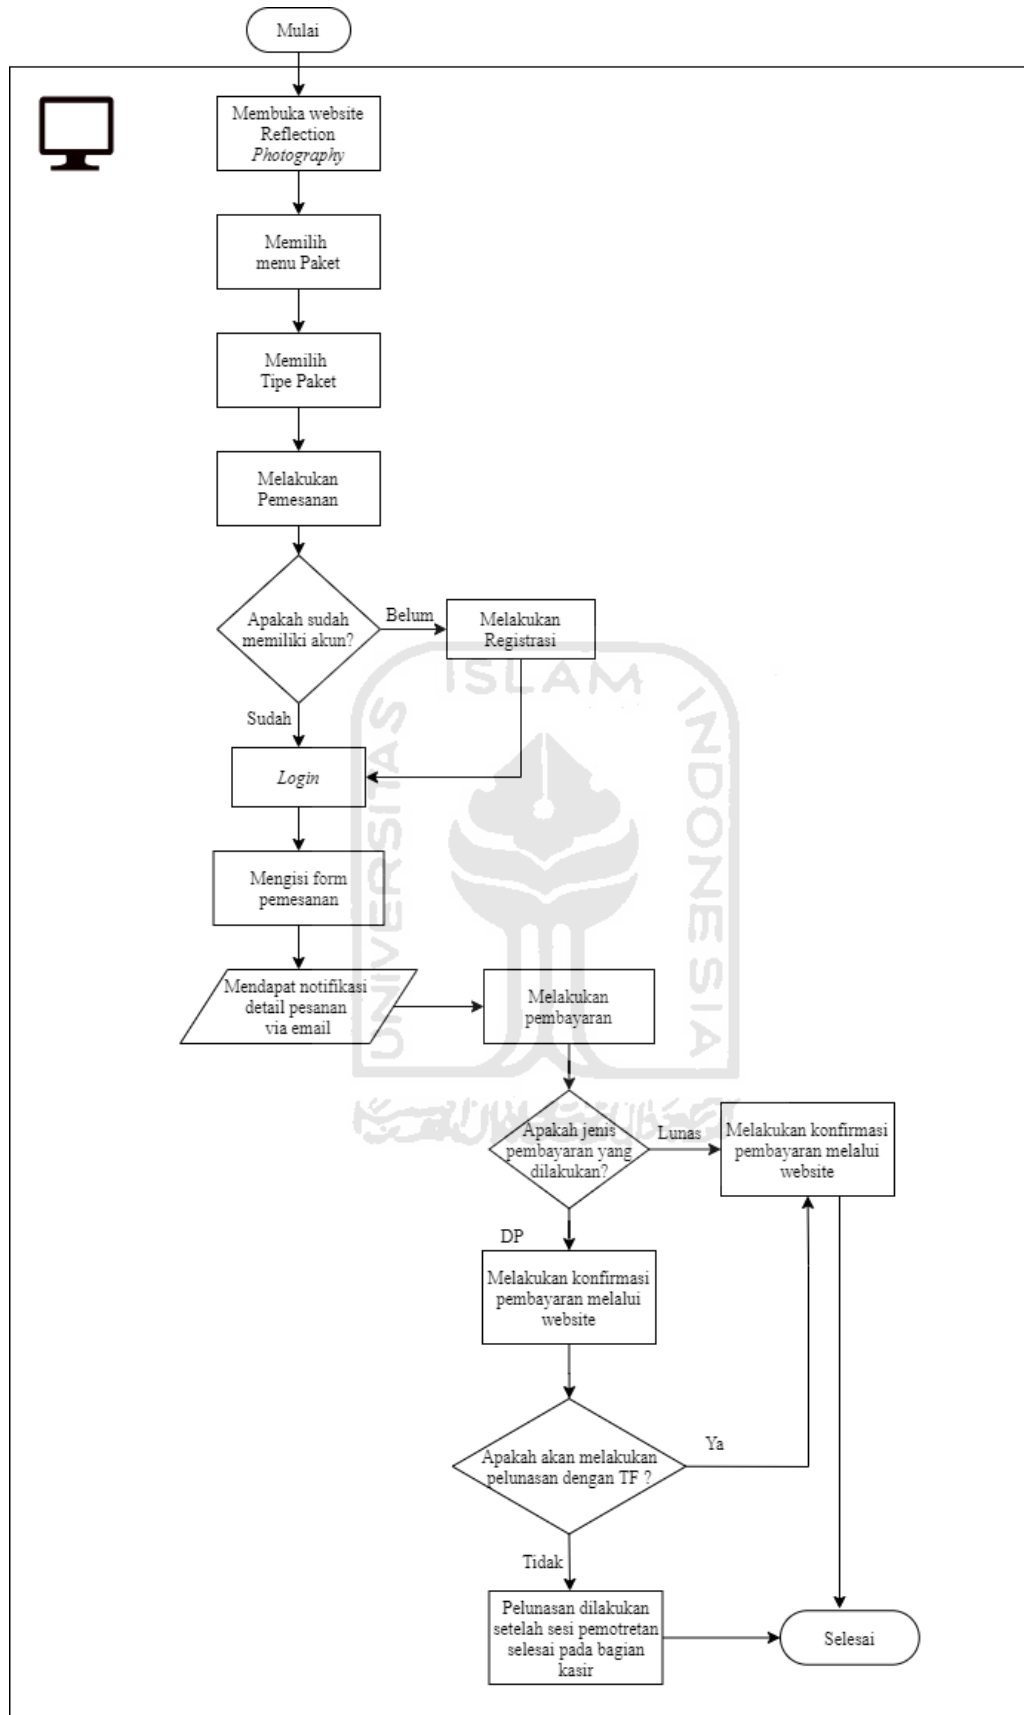 Mulai
Membuka website
Reflection
Photography
Memilih
menu Paket
Memilih
Tipe Paket
Melakukan
Pemesanan
Apakah sudah
memiliki akun?
Belum
Melakukan
Registrasi
Sudah
Login
Mengisi form
pemesanan
Mendapat notifikasi
detail pesanan
via email
Melakukan
pembayaran
Apakah jenis
pembayaran yang
dilakukan?
Lunas
Melakukan konfirmasi
pembayaran melalui
website
DP
Melakukan konfirmasi
pembayaran melalui
website
Apakah akan melakukan
pelunasan dengan TF ?
Ya
Tidak
Pelunasan dilakukan
setelah sesi pemotretan
selesai pada bagian
kasir
Selesai
UNIVERSITAS
ISLAM
INDONESIA